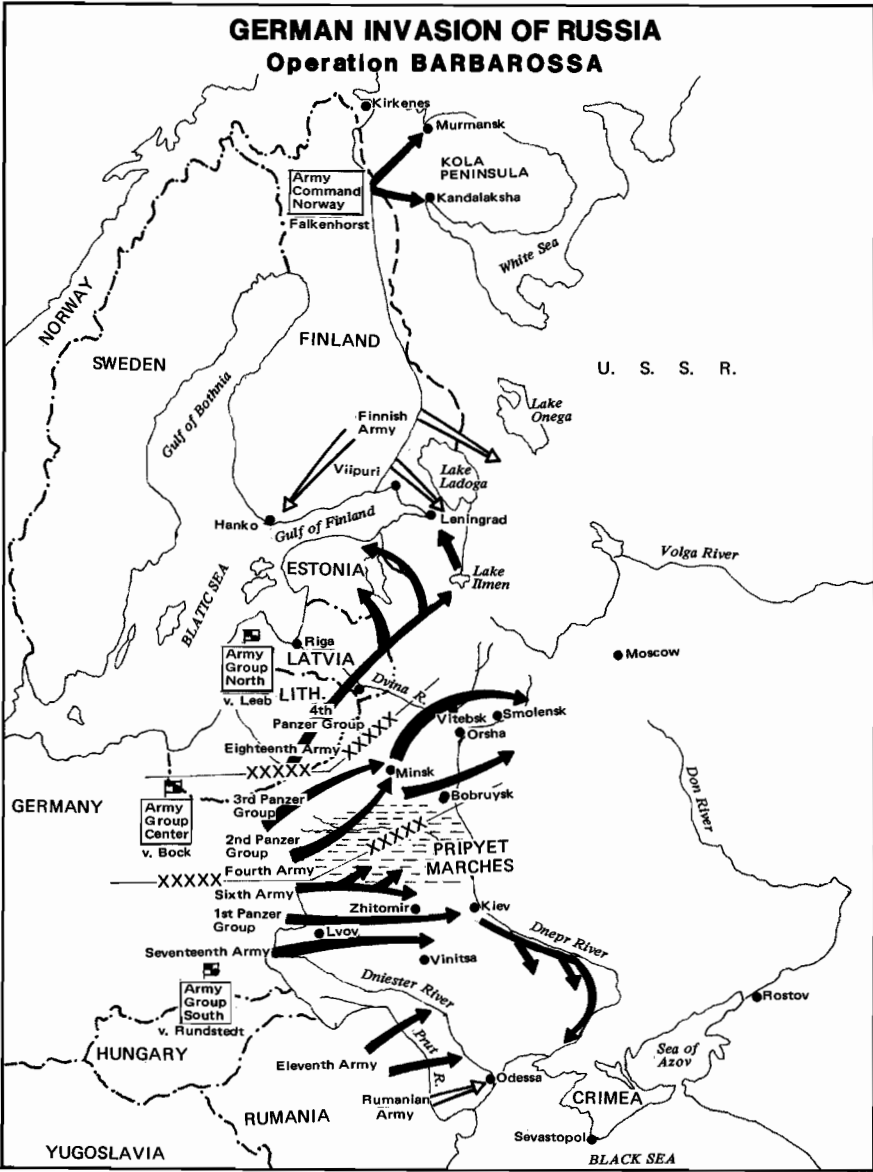 GERMAN INVASION OF RUSSIA
Operation BARBAROSSA
Kirkenes
Murmansk
KOLA
PENINSULA
Army
Command
Norway
Kandalaksha
Falkenhorst
White Sea
NORWAY
FINLAND
SWEDEN
U. S. S. R.
Gulf of Bothnia
Lake
Onega
Finnish
Army
Viipuri
Lake
Ladoga
Hanko
Gulf of Finland
Leningrad
Volga River
ESTONIA
Lake
Ilmen
BLATIC SEA
Riga
Moscow
Army
Group
North
LATVIA
v. Leeb
LITH.
Dvina R.
4th
Panzer Group
Vitebsk
Smolensk
Orsha
Eighteenth Army
XXXXX
XXXXX
Minsk
Don River
GERMANY
3rd Panzer
Group
Bobruysk
Army
Group
Center
v. Bock
2nd Panzer
Group
XXXXX
PRIPYET
MARCHES
Fourth Army
XXXXX
Sixth Army
Zhitomir
Kiev
1st Panzer
Group
Lvov
Dnepr River
Seventeenth Army
Vinitsa
Dniester River
Army
Group
South
v. Rundstedt
Rostov
Prut
R.
HUNGARY
Eleventh Army
Sea of
Azov
Odessa
Rumanian
Army
CRIMEA
RUMANIA
Sevastopol
YUGOSLAVIA
BLACK SEA